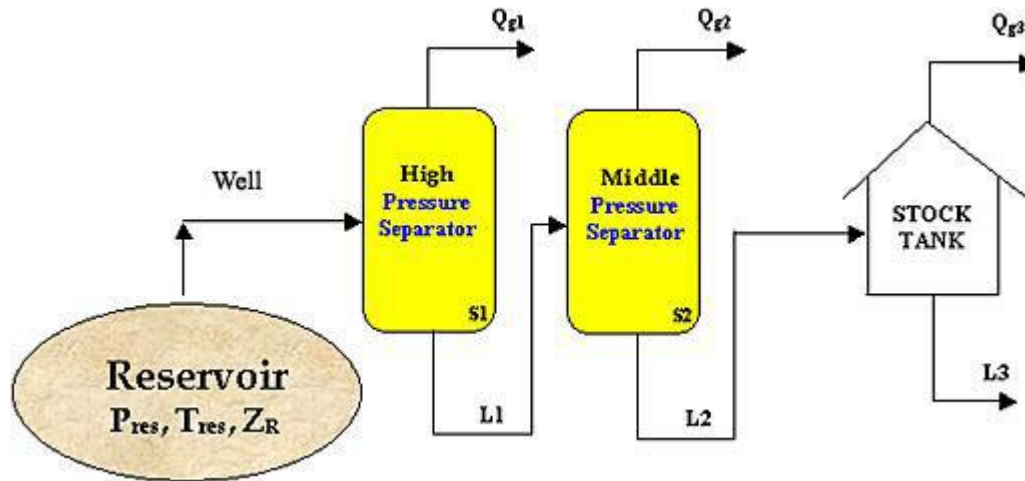 Qg1
Qg2
Qg3
Well
High
Pressure
Separator
S1
Middle
Pressure
Separator
S2
STOCK
TANK
Reservoir
Pres, Tres, ZR
L1
L2
L3